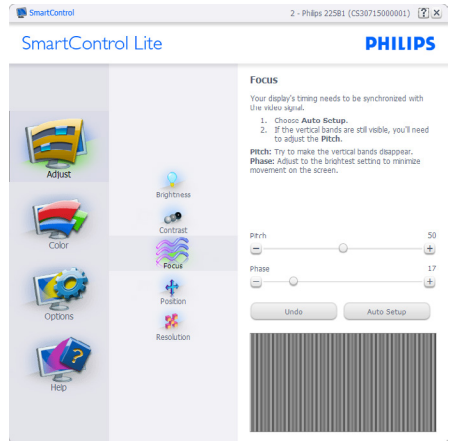 SmartControl
2 - Philips 225B1 (CS30715000001) ? x
SmartControl Lite
PHILIPS
Adjust
Color
Options
Help
Brightness
Contrast
Focus
Position
Resolution
Focus
Your display's timing needs to be synchronized with
the video signal.
1. Choose Auto Setup.
2. If the vertical bands are still visible, you'll need
to adjust the Pitch.
Pitch: Try to make the vertical bands disappear.
Phase: Adjust to the brightest setting to minimize
movement on the screen.
Pitch 50
Phase 17
Undo Auto Setup